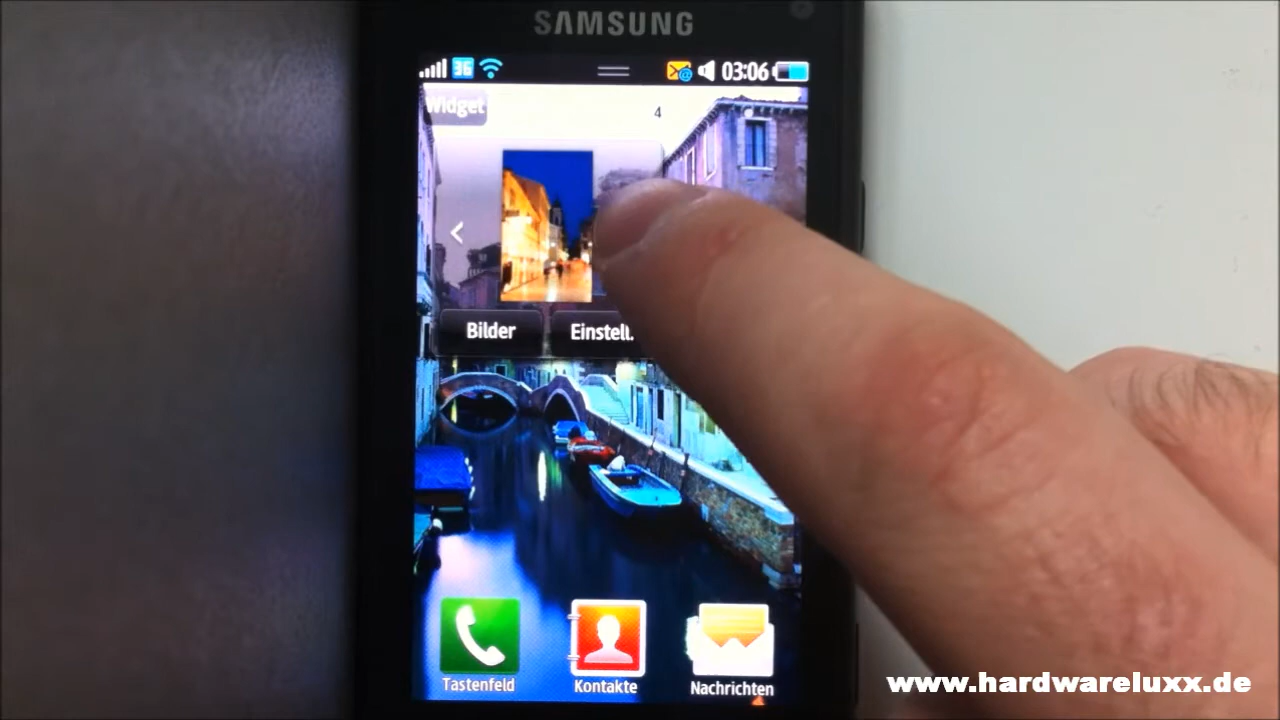 SAMSUNG
3G
03:06
Widget
4
Bilder
Einstell.
Tastenfeld
Kontakte
Nachrichten
www.hardwareluxx.de